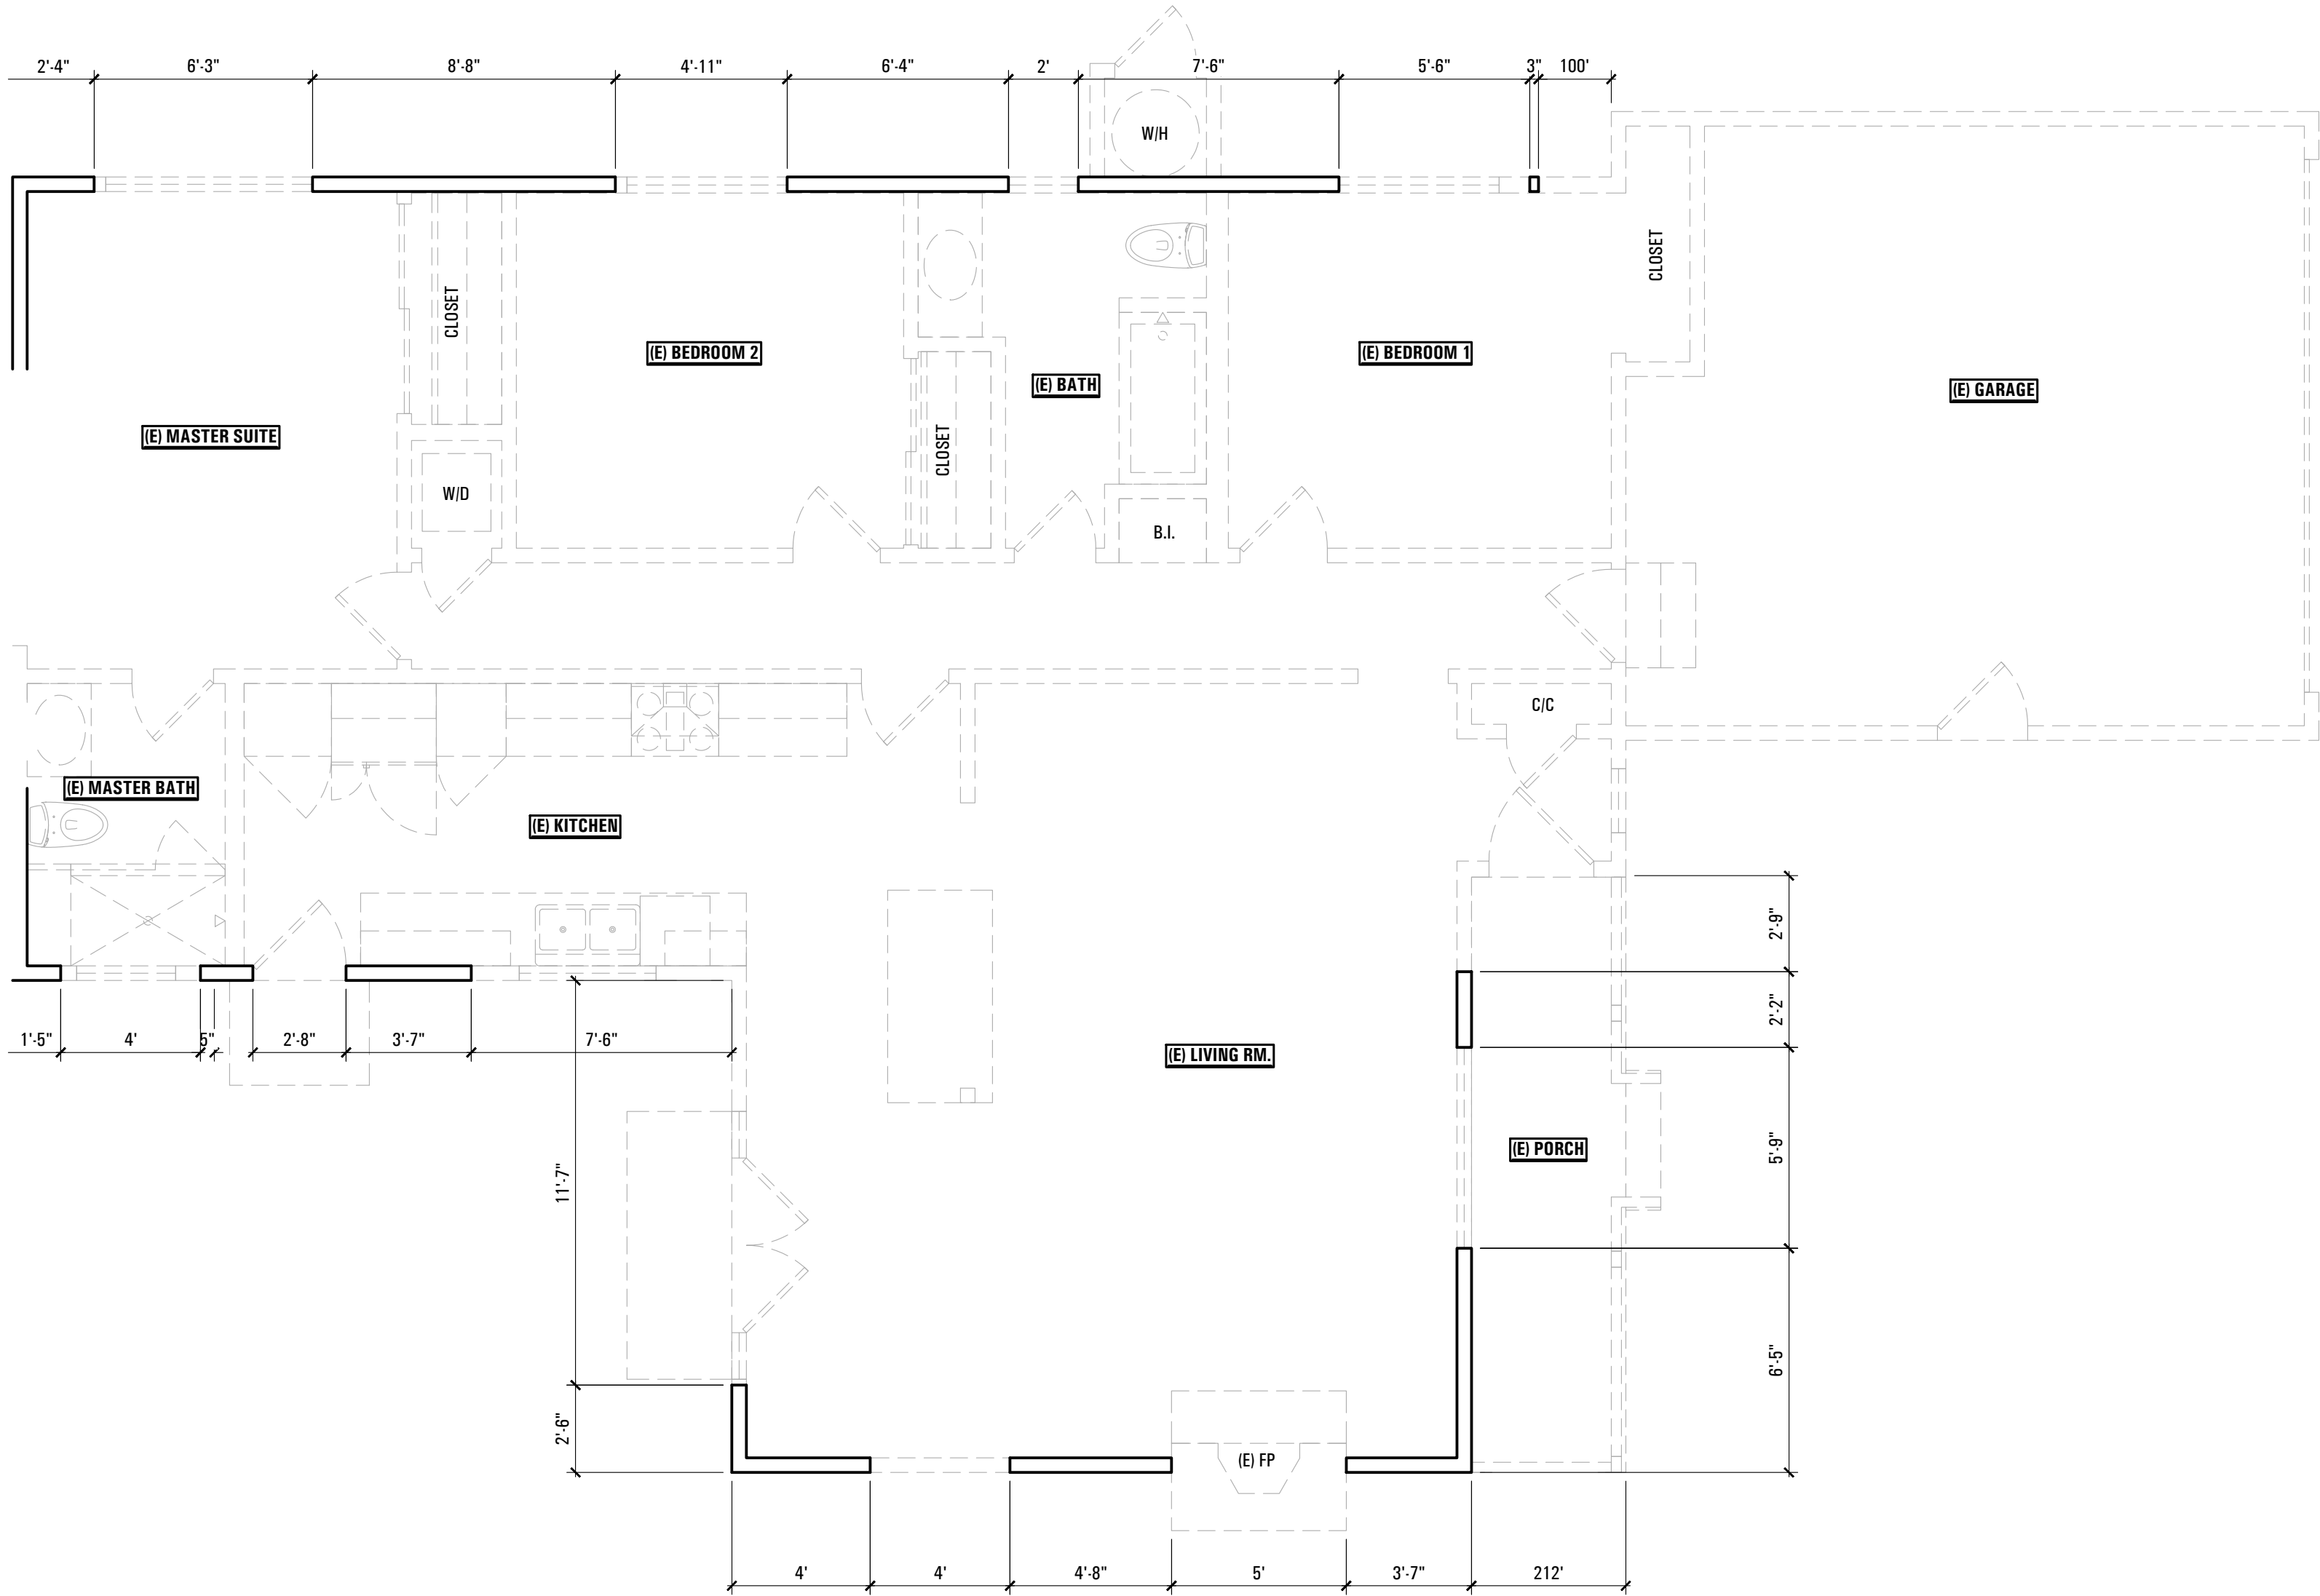 2'-4" 6'-3" 8'-8" 4'-11" 6'-4" 2' 7'-6" 5'-6" 3" 100'
W/H
CLOSET
CLOSET
(E) BEDROOM 2
(E) BEDROOM 1
(E) BATH
(E) GARAGE
(E) MASTER SUITE
CLOSET
W/D
B.I.
C/C
(E) MASTER BATH
(E) KITCHEN
2'-9"
2'-2"
1'-5" 4' 5" 2'-8" 3'-7" 7'-6"
(E) LIVING RM.
(E) PORCH
5'-9"
11'-7"
6'-5"
2'-6"
(E) FP
4' 4' 4'-8" 5' 3'-7" 212'